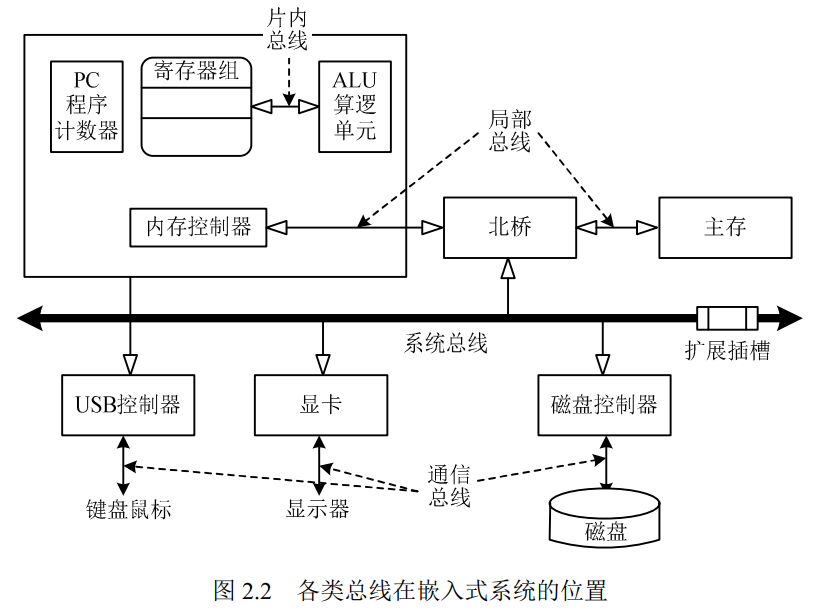 片内
总线
PC
程序
计数器
寄存器组
ALU
算逻
单元
局部
总线
内存控制器
北桥
主存
系统总线
扩展插槽
USB控制器
显卡
磁盘控制器
通信
总线
键盘鼠标
显示器
磁盘
图 2.2 各类总线在嵌入式系统的位置